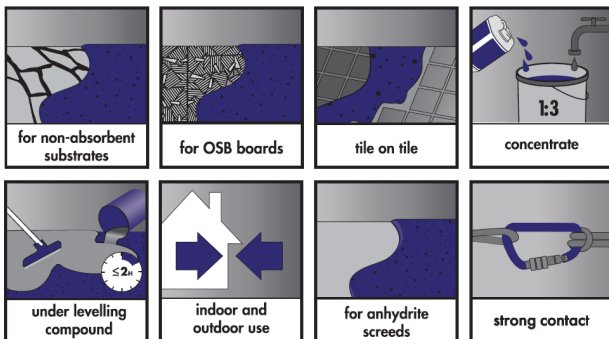 for non-absorbent
substrates
for OSB boards
tile on tile
1:3
concentrate
≤2H
under levelling
compound
indoor and
outdoor use
for anhydrite
screeds
strong contact